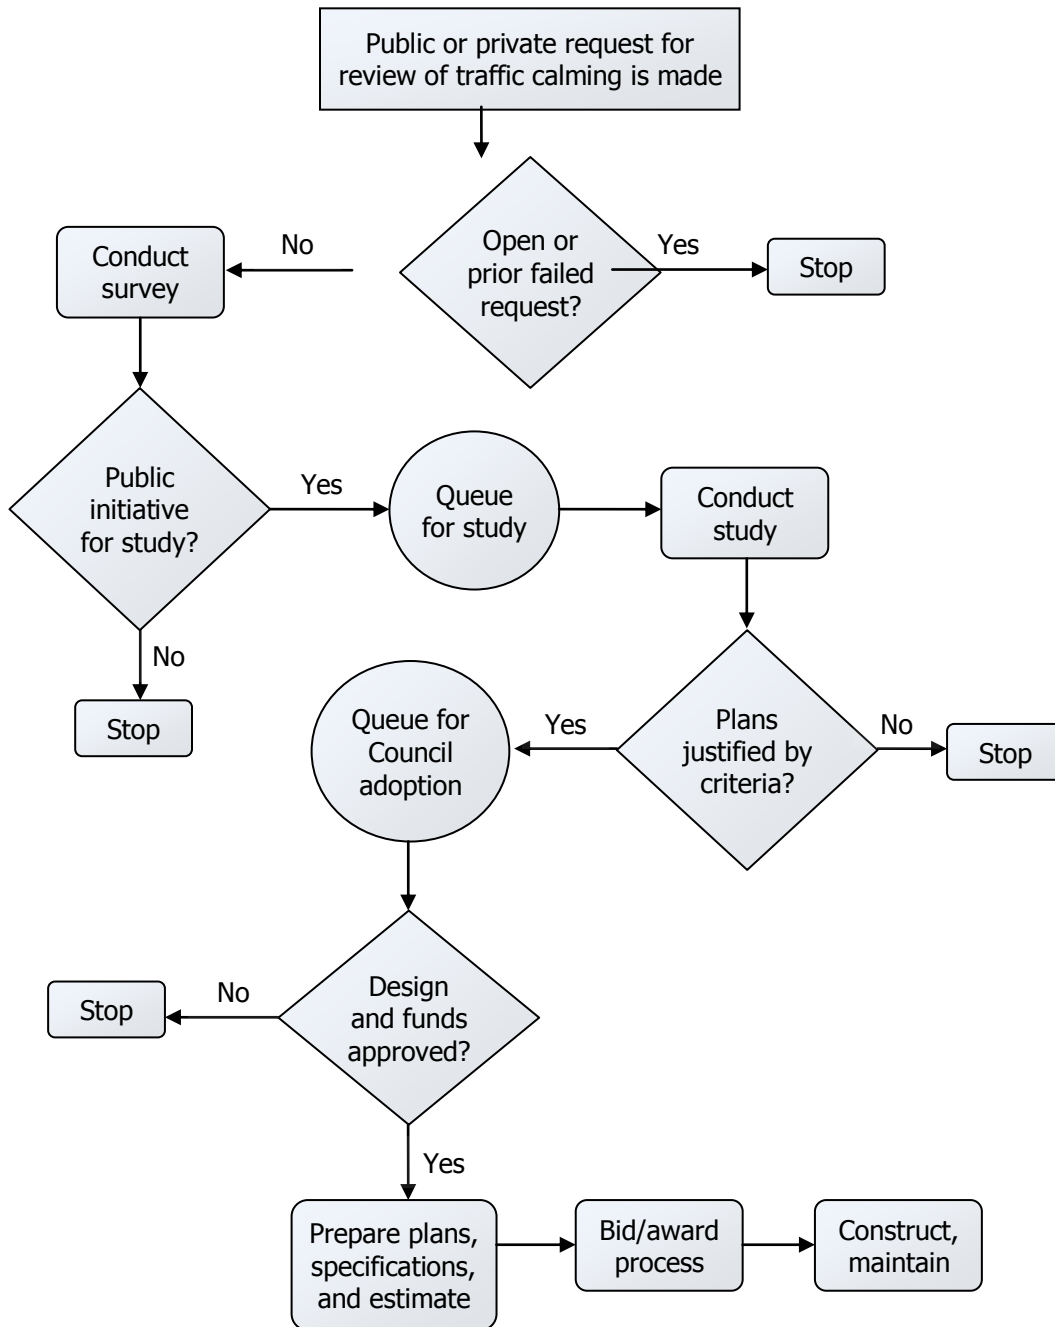 Public or private request for
review of traffic calming is made
Open or
prior failed
request?
Yes
Stop
No
Conduct
survey
Public
initiative
for study?
Yes
Queue
for study
Conduct
study
No
Stop
Plans
justified by
criteria?
No
Stop
Yes
Queue for
Council
adoption
Design
and funds
approved?
No
Stop
Yes
Prepare plans,
specifications,
and estimate
Bid/award
process
Construct,
maintain